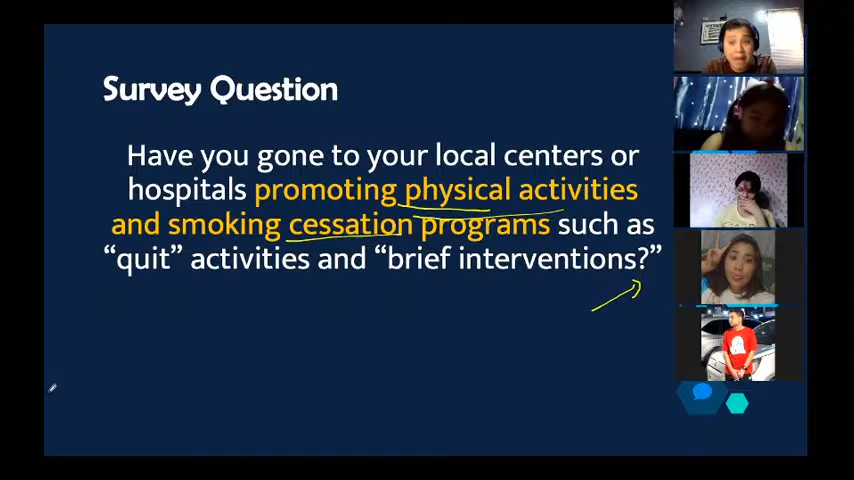 Survey Question
Have you gone to your local centers or
hospitals promoting physical activities
and smoking cessation programs such as
“quit” activities and “brief interventions?”